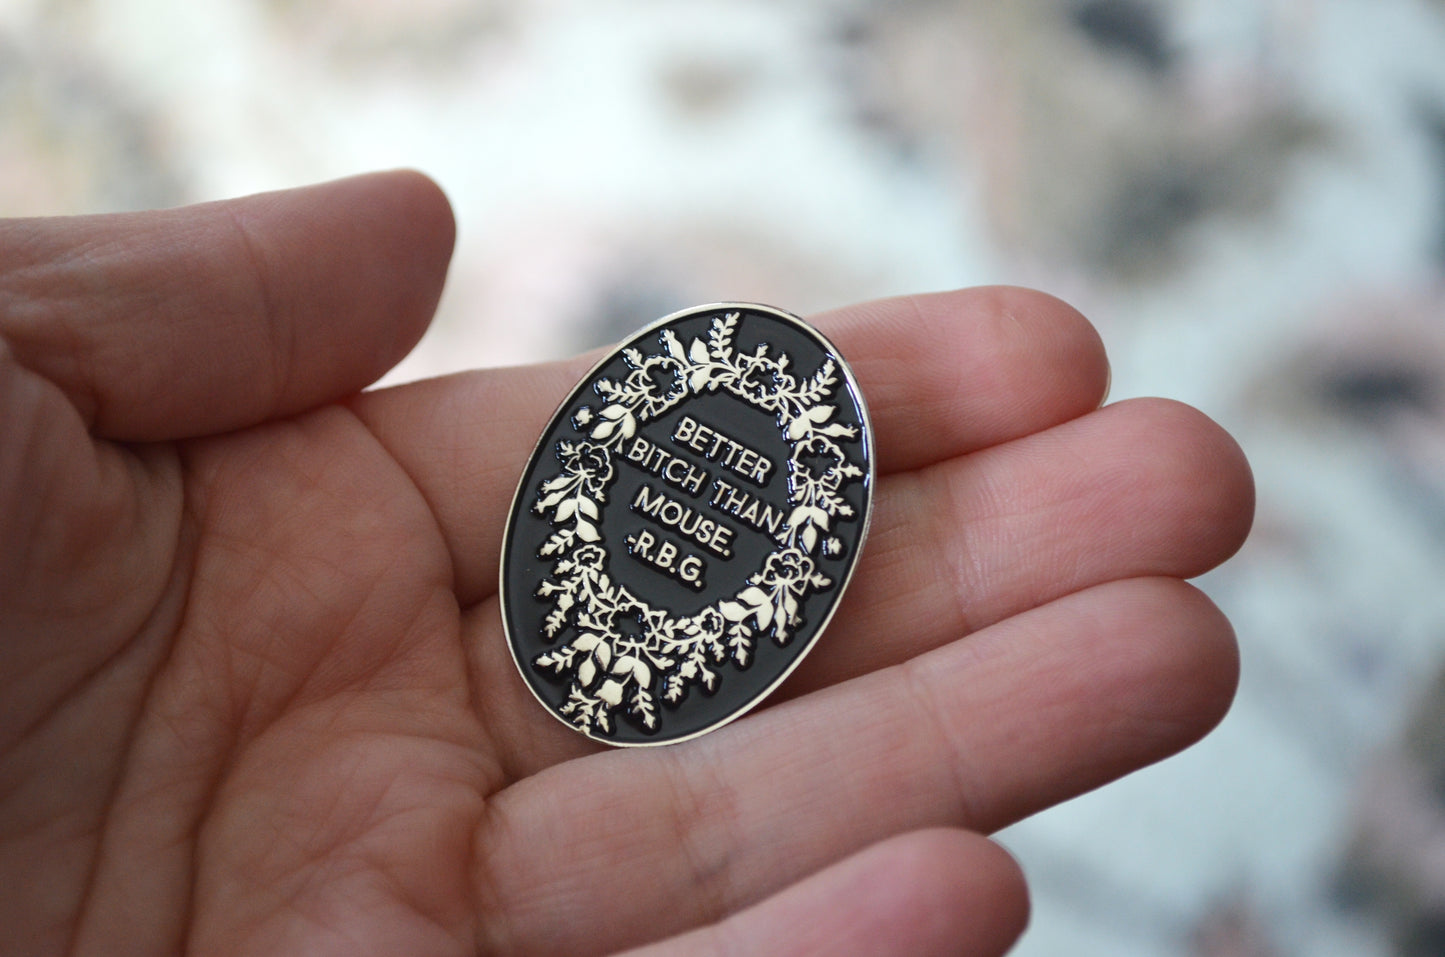 BETTER
BITCH THAN
MOUSE.
-R.B.G.